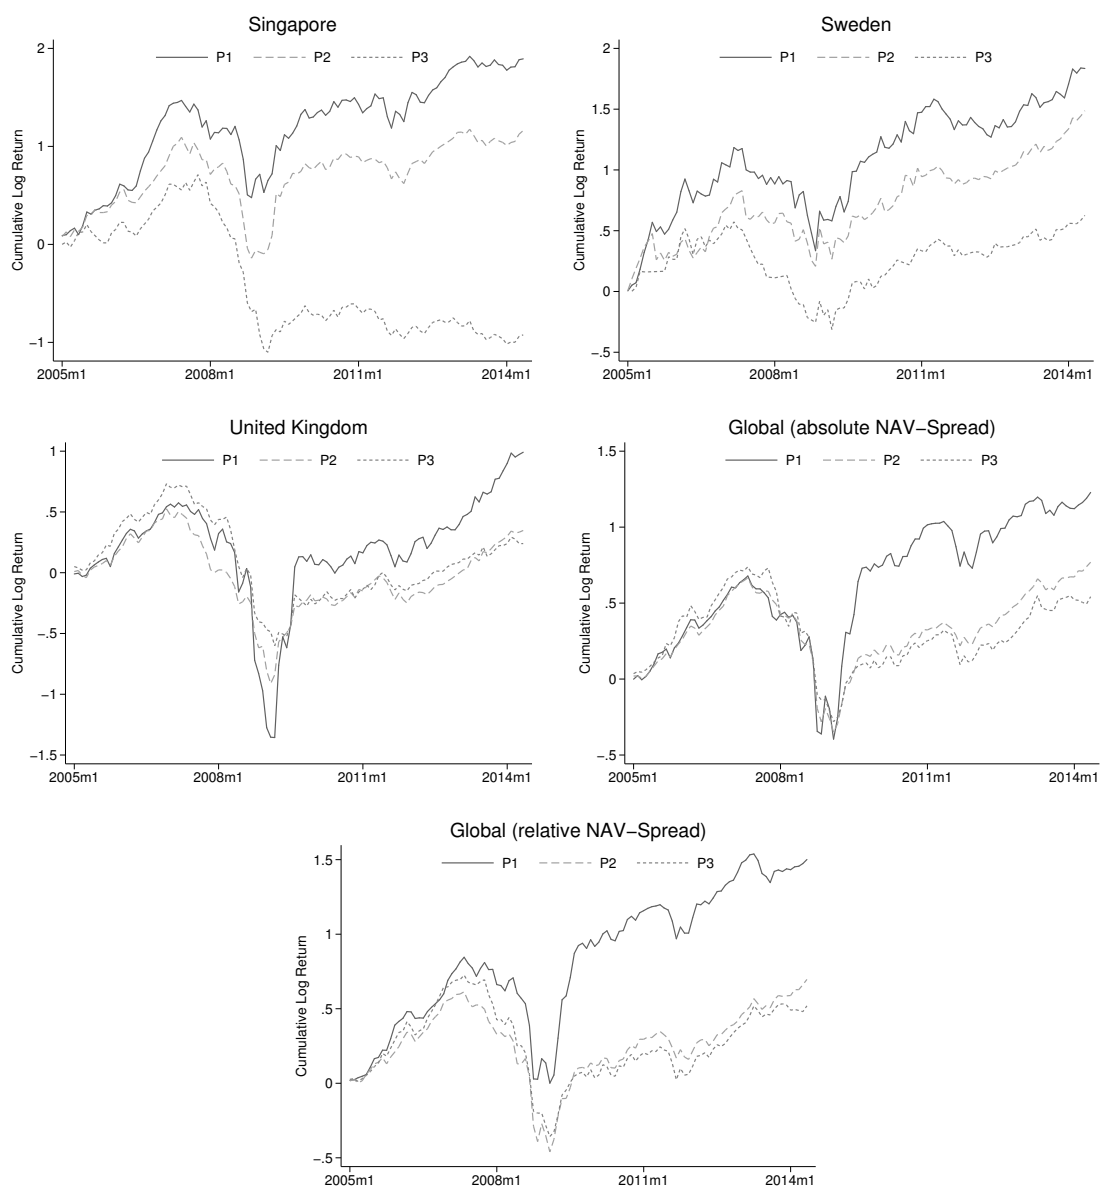 Singapore
P1 P2 P3
Cumulative Log Return
2
1
0
−1
2005m1 2008m1 2011m1 2014m1
Sweden
P1 P2 P3
Cumulative Log Return
2
1.5
1
.5
0
−.5
2005m1 2008m1 2011m1 2014m1
United Kingdom
P1 P2 P3
Cumulative Log Return
1
.5
0
−.5
−1
−1.5
2005m1 2008m1 2011m1 2014m1
Global (absolute NAV−Spread)
P1 P2 P3
Cumulative Log Return
1.5
1
.5
0
−.5
2005m1 2008m1 2011m1 2014m1
Global (relative NAV−Spread)
P1 P2 P3
Cumulative Log Return
1.5
1
.5
0
−.5
2005m1 2008m1 2011m1 2014m1